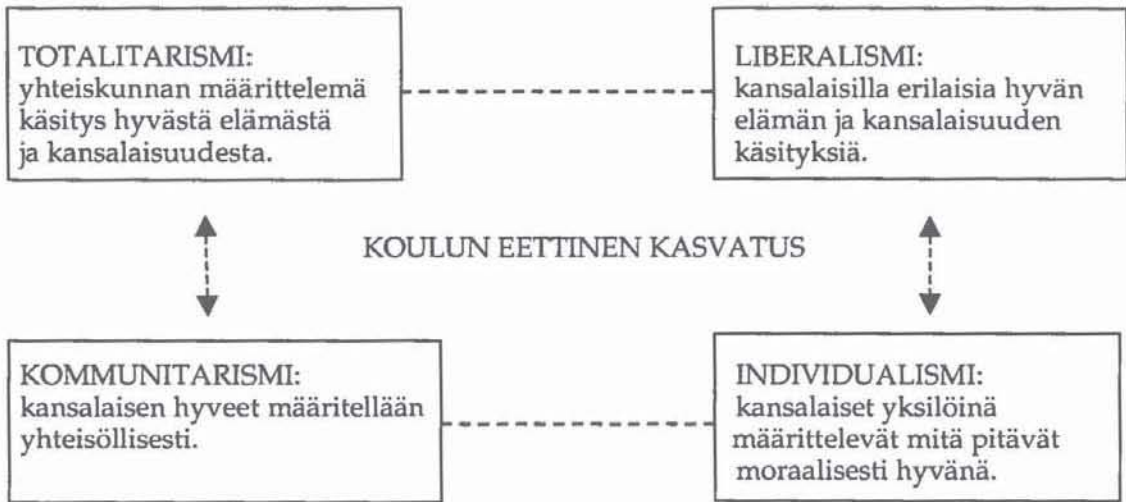 TOTALITARISMI:
yhteiskunnan määrittelemä
käsitys hyvästä elämästä
ja kansalaisuudesta.
LIBERALISMI:
kansalaisilla erilaisia hyvän
elämän ja kansalaisuuden
käsityksiä.
KOULUN EETTINEN KASVATUS
KOMMUNITARISMI:
kansalaisen hyveet määritellään
yhteisöllisesti.
INDIVIDUALISMI:
kansalaiset yksilöinä
määrittelevät mitä pitävät
moraalisesti hyvänä.